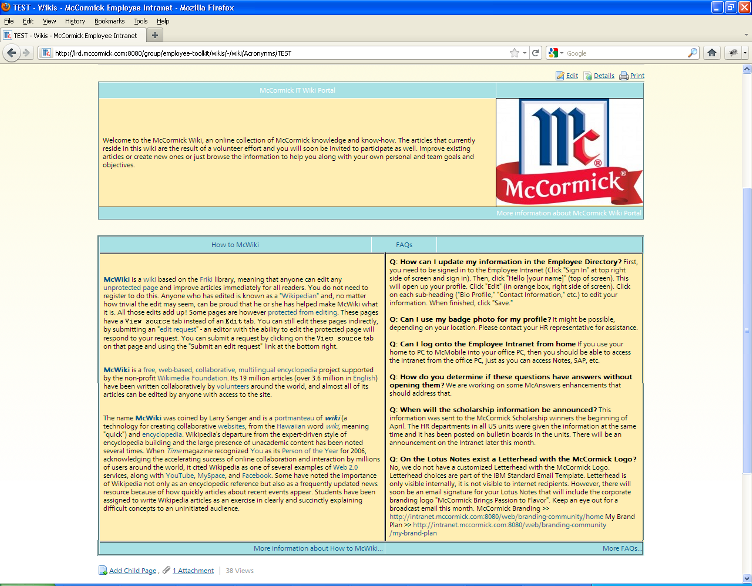 TEST - Wikis - McCormick Employee Intranet - Mozilla Firefox
File Edit View History Bookmarks Tools Help
TEST - Wikis - McCormick Employee Intranet
http://lrd.mccormick.com:8080/group/employee-toolkit/wikis/-/wiki/Acronyms/TEST
Google
Edit Details Print
McCormick IT Wiki Portal
Welcome to the McCormick Wiki, an online collection of McCormick knowledge and know-how. The articles that currently
reside in this wiki are the result of a volunteer effort and you will soon be invited to participate as well. Improve existing
articles or create new ones or just browse the information to help you along with your own personal and team goals and
objectives.
Mc
McCormick®
More information about McCormick Wiki Portal
How to McWiki
McWiki is a wiki based on the Friki library, meaning that anyone can edit any
unprotected page and improve articles immediately for all readers. You do not need to
register to do this. Anyone who has edited is known as a "Wikipedian" and, no matter
how trivial the edit may seem, can be proud that he or she has helped make McWiki what
it is. All those edits add up! Some pages are however protected from editing. These pages
have a View source tab instead of an Edit tab. You can still edit these pages indirectly,
by submitting an "edit request"- an editor with the ability to edit the protected page will
respond to your request. You can submit a request by clicking on the View source tab
on that page and using the "Submit an edit request" link at the bottom right.
McWiki is a free, web-based, collaborative, multilingual encyclopedia project supported
by the non-profit Wikimedia Foundation. Its 19 million articles (over 3.6 million in English)
have been written collaboratively by volunteers around the world, and almost all of its
articles can be edited by anyone with access to the site.
The name McWiki was coined by Larry Sanger and is a portmanteau of wiki (a
technology for creating collaborative websites, from the Hawaiian word wiki, meaning
"quick") and encyclopedia. Wikipedia's departure from the expert-driven style of
encyclopedia building and the large presence of unacademic content has been noted
several times. When Time magazine recognized You as its Person of the Year for 2006,
acknowledging the accelerating success of online collaboration and interaction by millions
of users around the world, it cited Wikipedia as one of several examples of Web 2.0
services, along with YouTube, MySpace, and Facebook. Some have noted the importance
of Wikipedia not only as an encyclopedic reference but also as a frequently updated news
resource because of how quickly articles about recent events appear. Students have been
assigned to write Wikipedia articles as an exercise in clearly and succinctly explaining
difficult concepts to an uninitiated audience.
More information about How to McWiki...
FAQs
Q: How can I update my information in the Employee Directory? First,
you need to be signed in to the Employee Intranet (Click "Sign In" at top right
side of screen and sign in). Then, click "Hello [your name]" (top of screen). This
will open up your profile. Click "Edit" (in orange box, right side of screen). Click
on each sub-heading ("Bio Profile," "Contact Information," etc.) to edit your
information. When finished, click "Save."
Q: Can I use my badge photo for my profile? It might be possible,
depending on your location. Please contact your HR representative for assistance.
Q: Can I log onto the Employee Intranet from home If you use your
home to PC to McMobile into your office PC, then you should be able to access
the Intranet from the office PC, just as you can access Notes, SAP, etc.
Q: How do you determine if these questions have answers without
opening them? We are working on some McAnswers enhancements that
should address that.
Q: When will the scholarship information be announced? This
information was sent to the McCormick Scholarship winners the beginning of
April. The HR departments in all US units were given the information at the same
time and it has been posted on bulletin boards in the units. There will be an
announcement on the intranet later this month.
Q: On the Lotus Notes exist a Letterhead with the McCormick Logo?
No, we do not have a customized Letterhead with the McCormick Logo.
Letterhead choices are part of the IBM Standard Email Template. Letterhead is
only visible internally, it is not visible to internet recipients. However, there will
soon be an email signature for your Lotus Notes that will include the corporate
branding logo "McCormick Brings Passion to Flavor". Keep an eye out for a
broadcast email this month. McCormick Branding >>
http://intranet.mccormick.com:8080/web/branding-community/home My Brand
Plan >> http://intranet.mccormick.com:8080/web/branding-community
/my-brand-plan
More FAQs...
Add Child Page 1 Attachment 38 Views